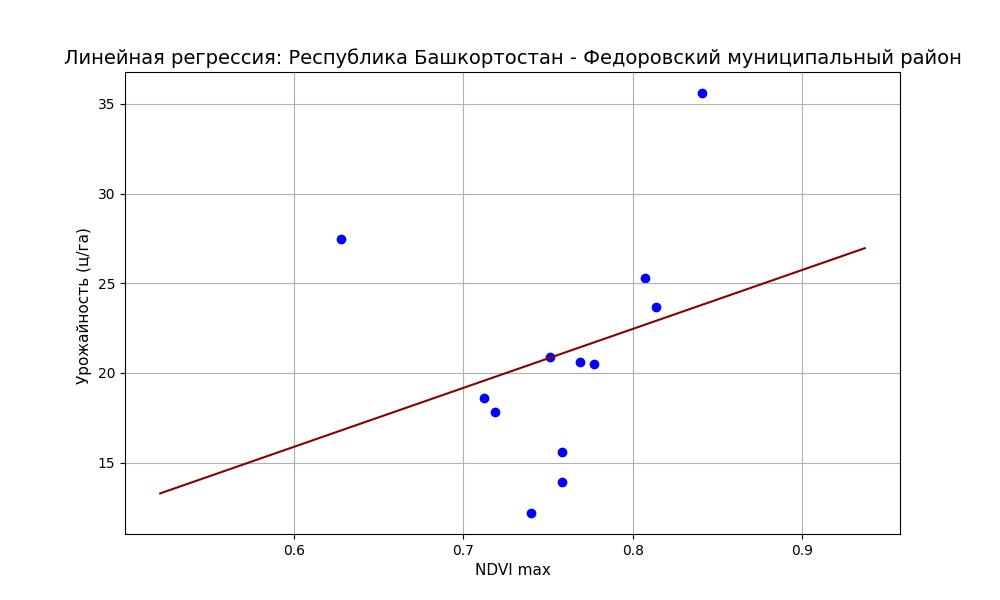 Линейная регрессия: Республика Башкортостан - Федоровский муниципальный район
35
30
25
20
15
Урожайность (ц/га)
0.6 0.7 0.8 0.9
NDVI max